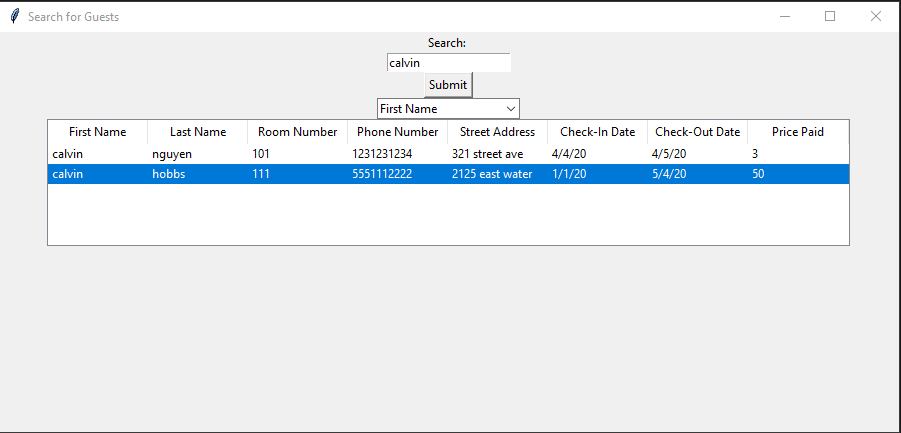 Search for Guests
Search:
calvin
Submit
First Name
First Name Last Name Room Number Phone Number Street Address Check-In Date Check-Out Date Price Paid
calvin nguyen 101 1231231234 321 street ave 4/4/20 4/5/20 3
calvin hobbs 111 5551112222 2125 east water 1/1/20 5/4/20 50